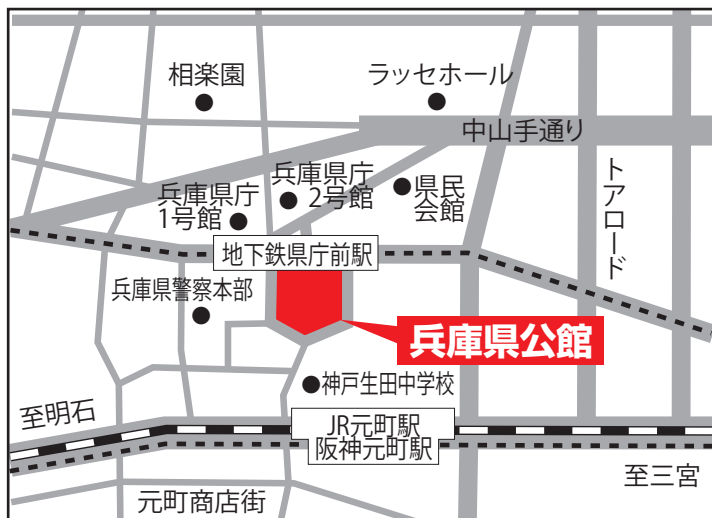 相楽園
ラッセホール
中山手通り
兵庫県庁
2号館
県民
会館
兵庫県庁
1号館
トアロード
地下鉄県庁前駅
兵庫県警察本部
兵庫県公館
神戸生田中学校
至明石
JR元町駅
阪神元町駅
至三宮
元町商店街